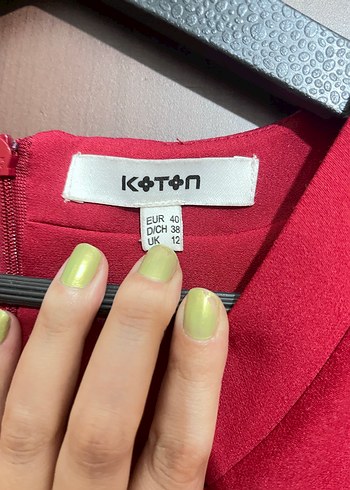 KOTON
EUR 40
D/CH 38
UK 12